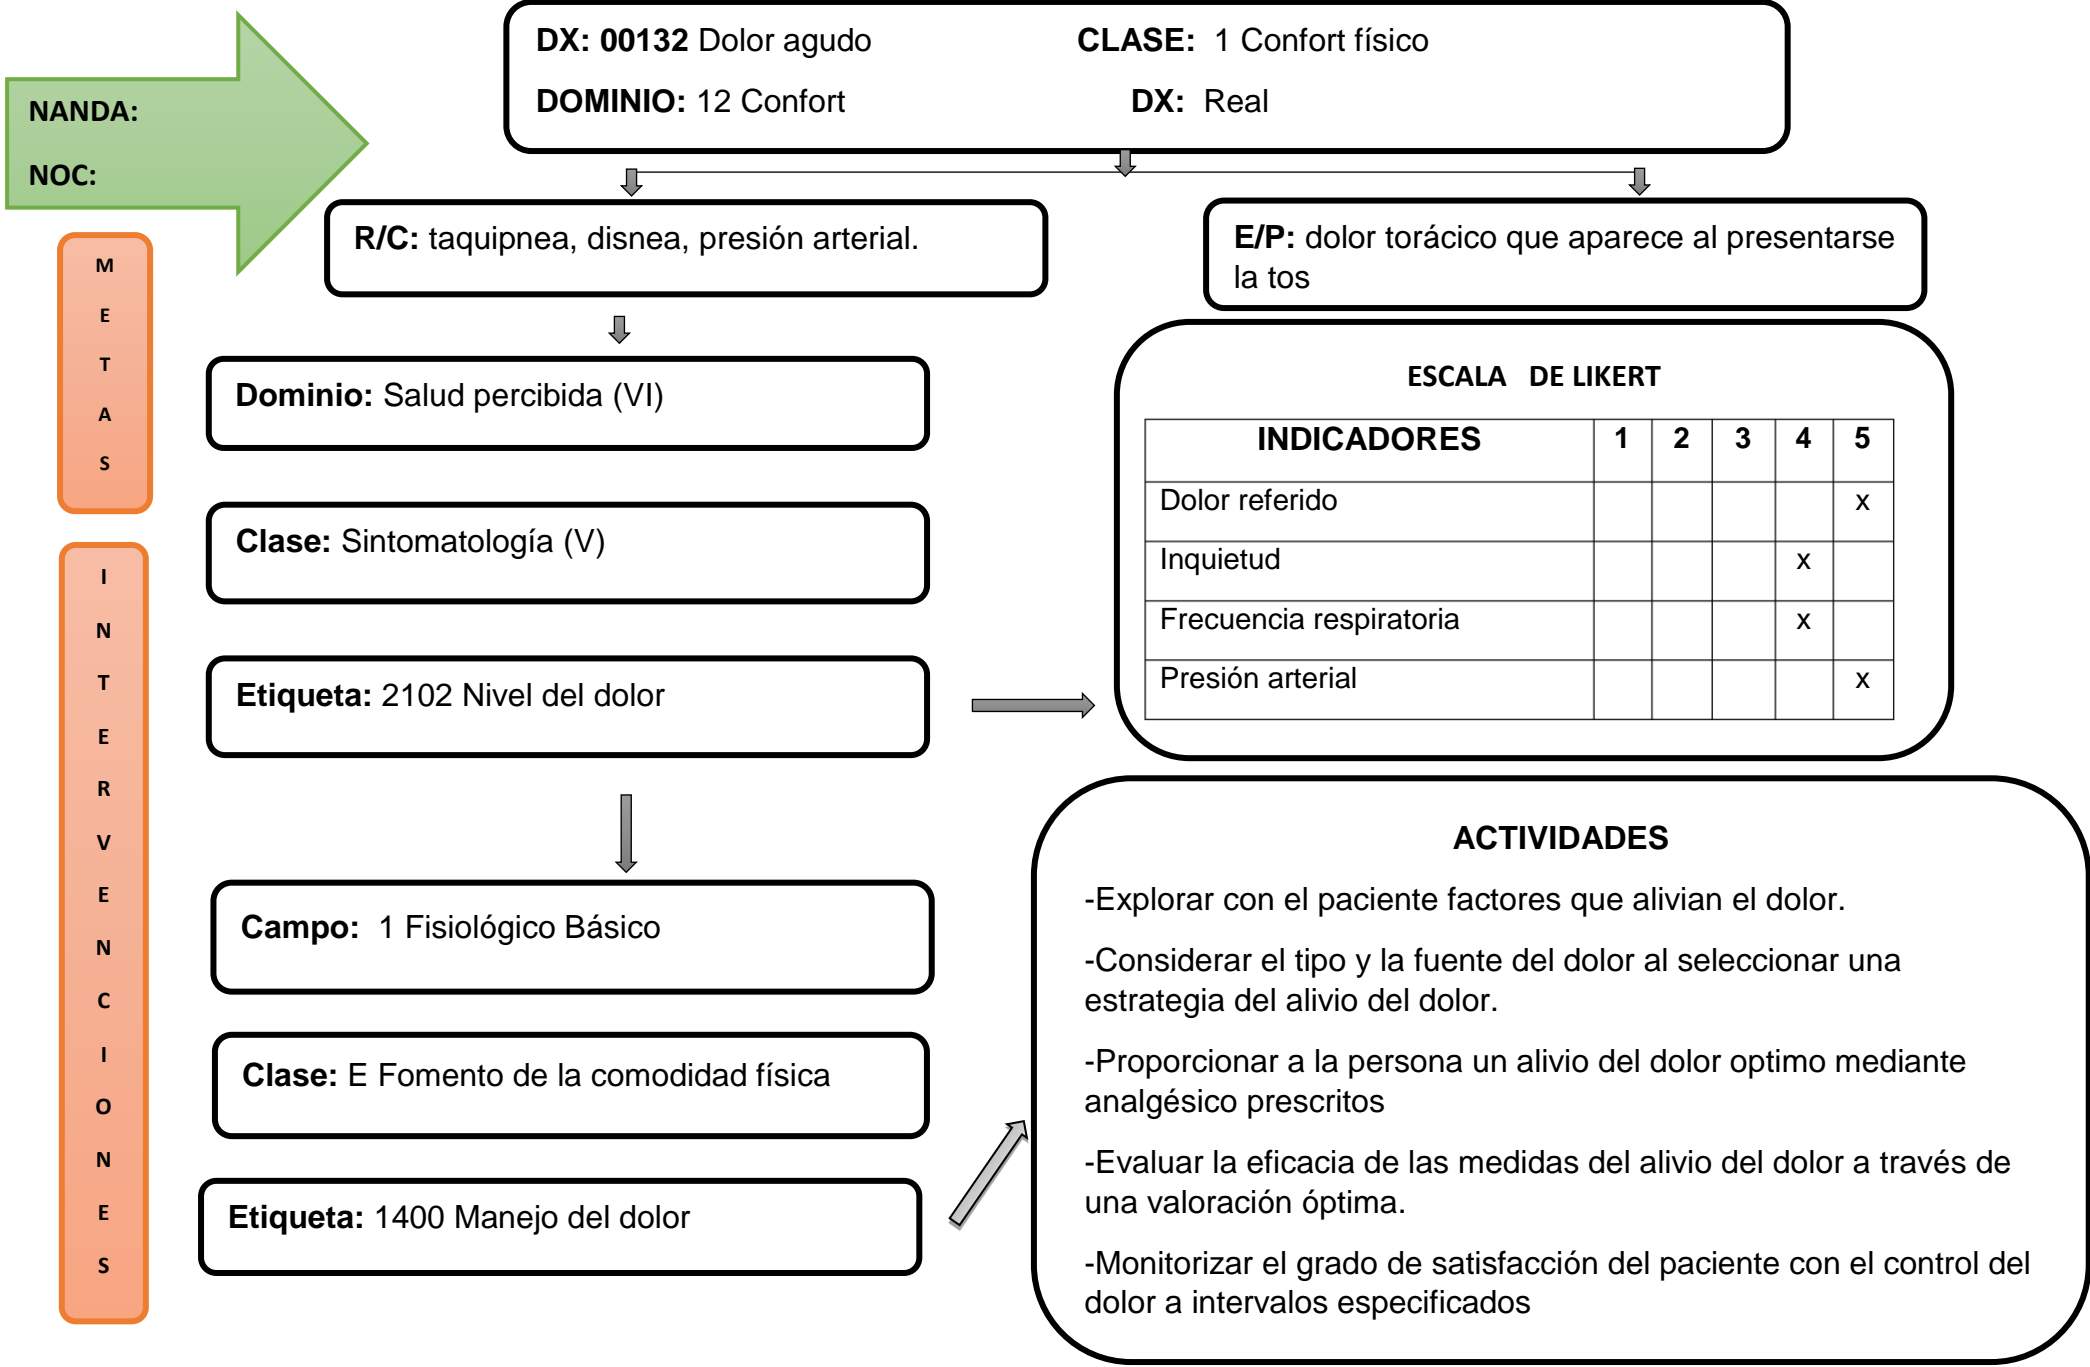 NANDA:
NOC:
DX: 00132 Dolor agudo CLASE: 1 Confort físico
DOMINIO: 12 Confort DX: Real
R/C: taquipnea, disnea, presión arterial.
E/P: dolor torácico que aparece al presentarse
la tos
M
E
T
A
S
Dominio: Salud percibida (VI)
Clase: Sintomatología (V)
Etiqueta: 2102 Nivel del dolor
ESCALA DE LIKERT
INDICADORES 1 2 3 4 5
Dolor referido x
Inquietud x
Frecuencia respiratoria x
Presión arterial x
I
N
T
E
R
V
E
N
C
I
O
N
E
S
Campo: 1 Fisiológico Básico
Clase: E Fomento de la comodidad física
Etiqueta: 1400 Manejo del dolor
ACTIVIDADES
-Explorar con el paciente factores que alivian el dolor.
-Considerar el tipo y la fuente del dolor al seleccionar una
estrategia del alivio del dolor.
-Proporcionar a la persona un alivio del dolor optimo mediante
analgésico prescritos
-Evaluar la eficacia de las medidas del alivio del dolor a través de
una valoración óptima.
-Monitorizar el grado de satisfacción del paciente con el control del
dolor a intervalos especificados